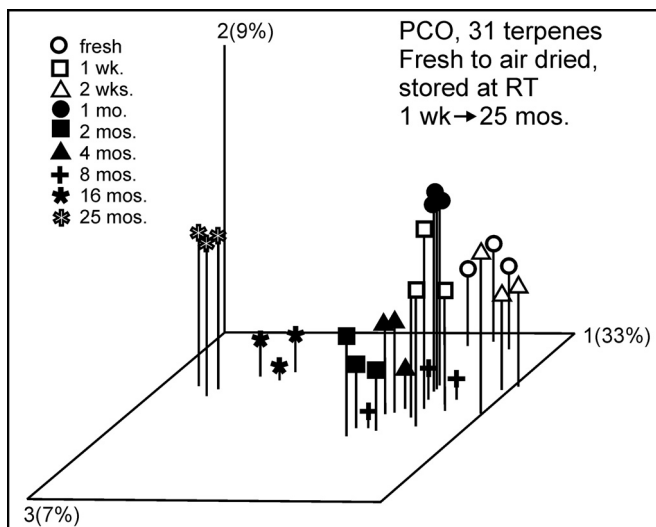 2(9%)
PCO, 31 terpenes
Fresh to air dried,
stored at RT
1 wk→25 mos.
fresh
1 wk.
2 wks.
1 mo.
2 mos.
4 mos.
8 mos.
16 mos.
25 mos.
1(33%)
3(7%)